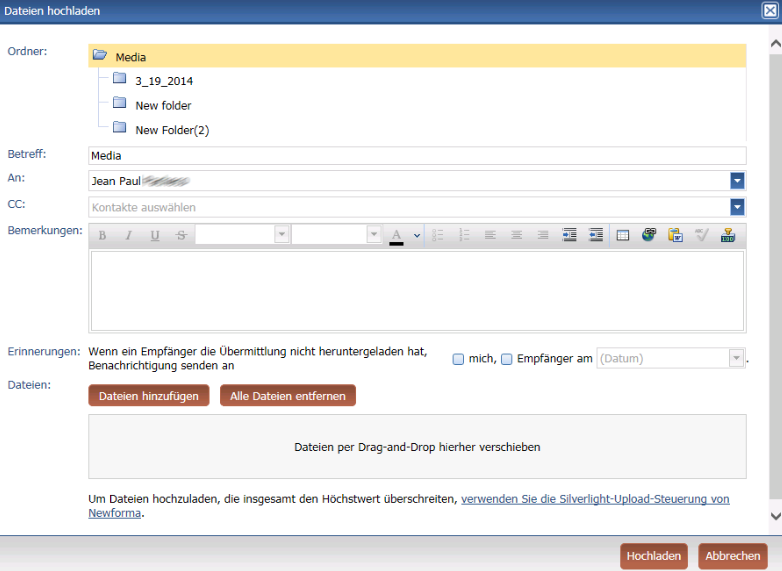 Dateien hochladen
Ordner:
Media
3_19_2014
New folder
New Folder(2)
Betreff:
Media
An:
Jean Paul
CC:
Kontakte auswählen
Bemerkungen:
B I U S A
Erinnerungen:
Wenn ein Empfänger die Übermittlung nicht heruntergeladen hat,
Benachrichtigung senden an
mich, Empfänger am (Datum) .
Dateien:
Dateien hinzufügen Alle Dateien entfernen
Dateien per Drag-and-Drop hierher verschieben
Um Dateien hochzuladen, die insgesamt den Höchstwert überschreiten, verwenden Sie die Silverlight-Upload-Steuerung von
Newforma.
Hochladen Abbrechen